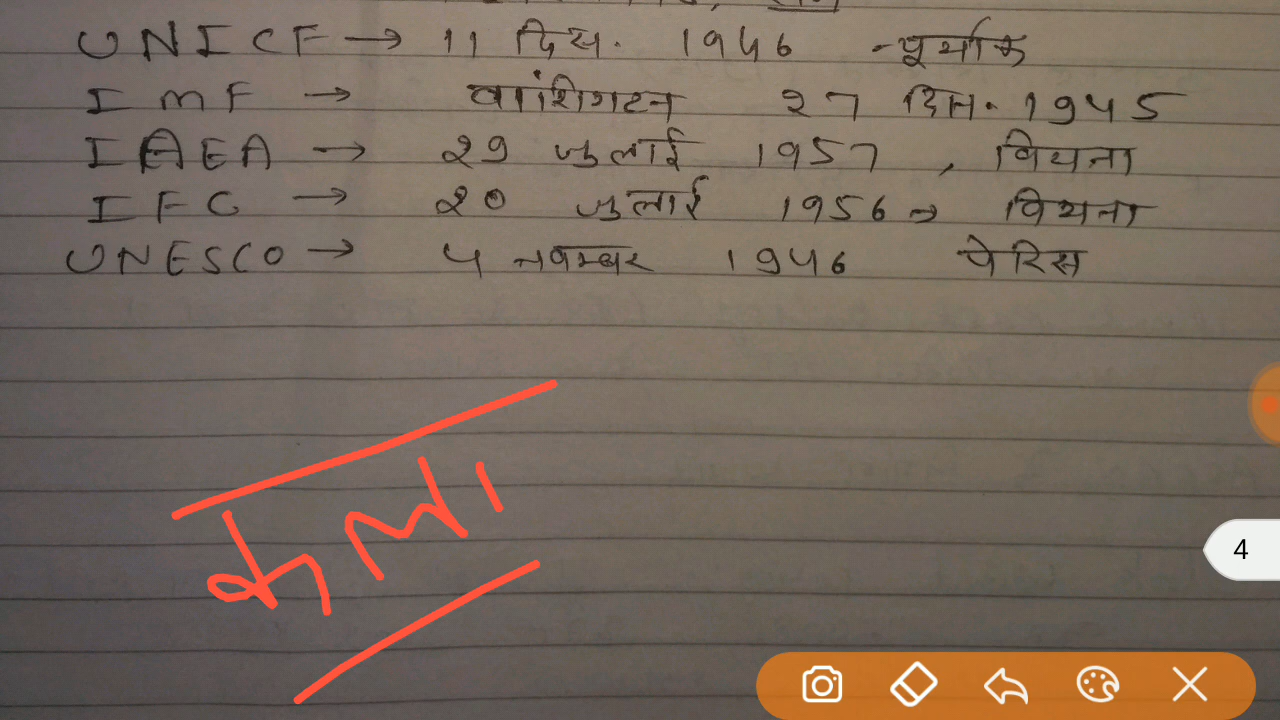 UNICF → 11 दिस. 1946 - पूर्याक
IMF → वांशिगटन 27 दिस. 1945
IAEA → 29 जुलाई 1957, वियना
IFC → 20 जुलाई 1956 → वियना
UNESCO → 4 नवम्बर 1946 पेरिस
4